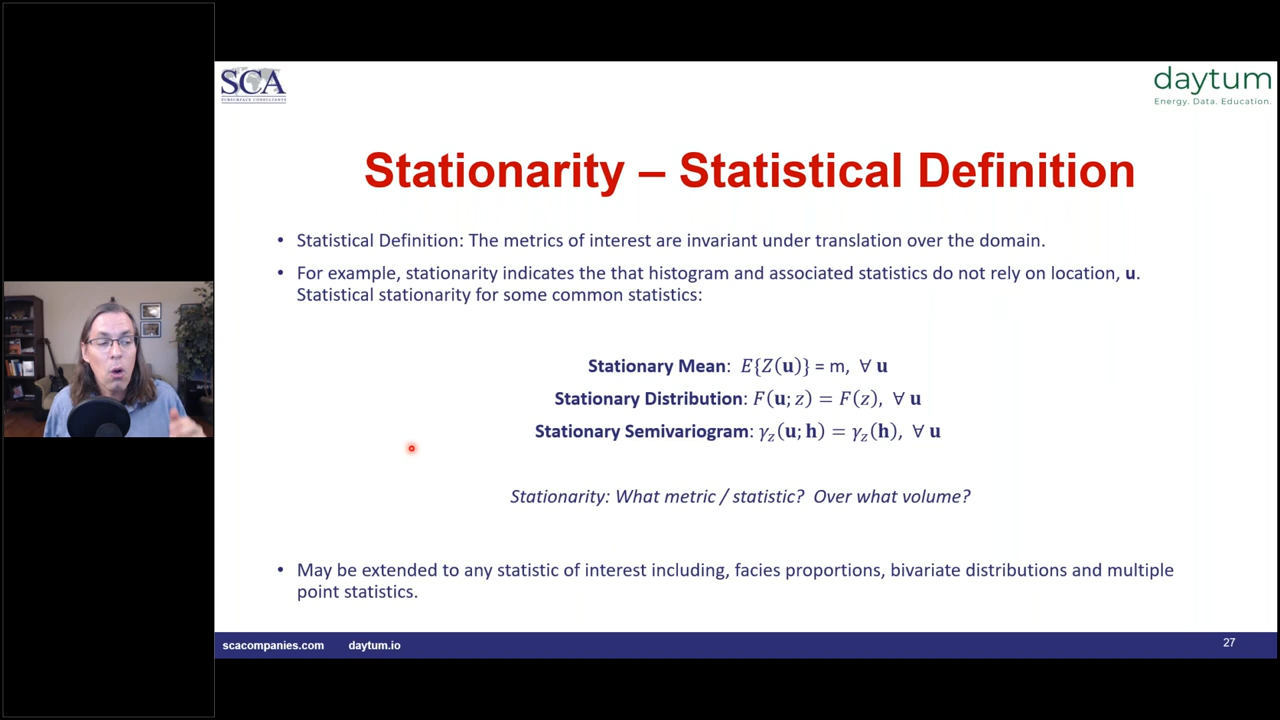 SCA
SUBSURFACE CONSULTANTS
daytum
Energy. Data. Education.
Stationarity – Statistical Definition
• Statistical Definition: The metrics of interest are invariant under translation over the domain.
• For example, stationarity indicates the that histogram and associated statistics do not rely on location, u.
Statistical stationarity for some common statistics:
Stationary Mean: E{Z(u)} = m, ∀ u
Stationary Distribution: F(u; z) = F(z), ∀ u
Stationary Semivariogram: γz(u; h) = γz(h), ∀ u
Stationarity: What metric / statistic? Over what volume?
• May be extended to any statistic of interest including, facies proportions, bivariate distributions and multiple
point statistics.
scacompanies.com daytum.io
27